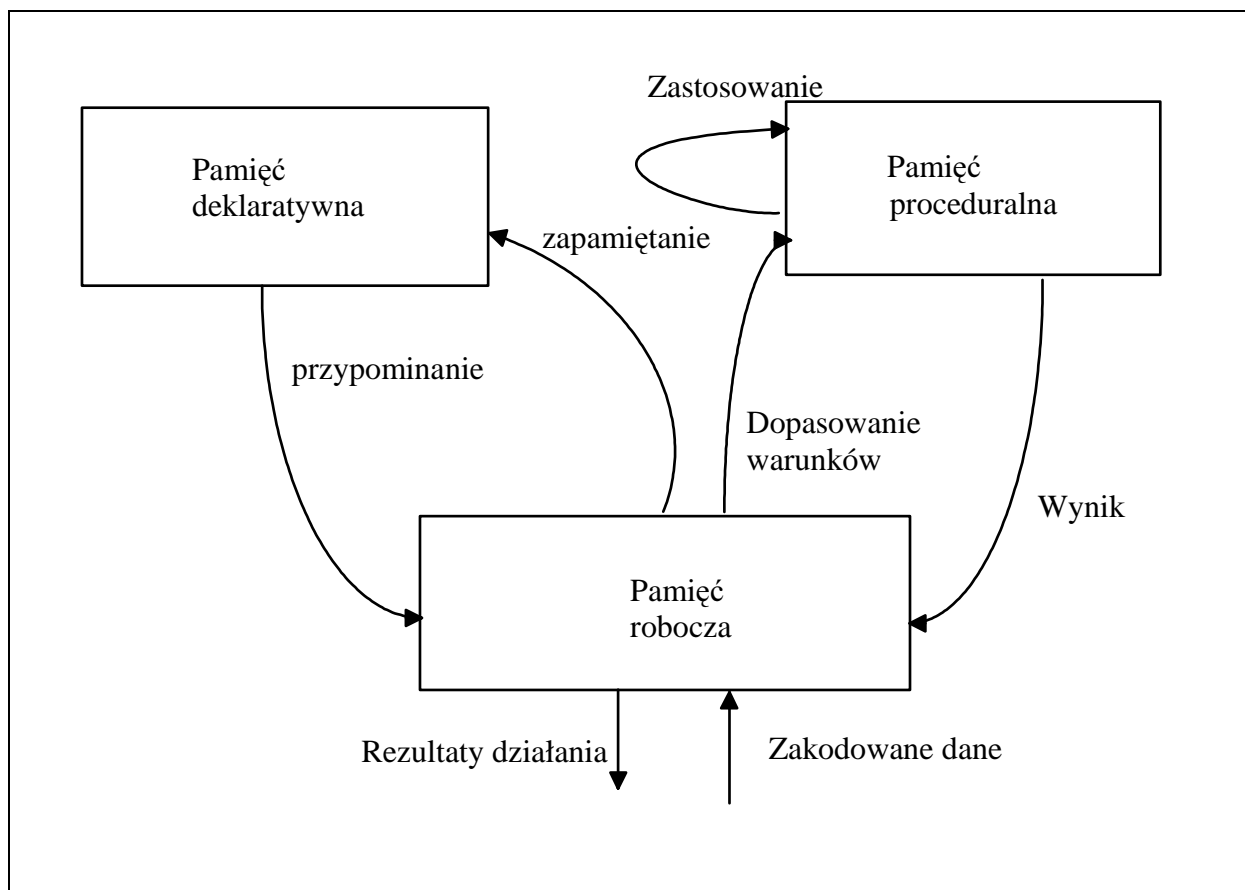 Zastosowanie
Pamięć
deklaratywna
Pamięć
proceduralna
zapamiętanie
przypominanie
Dopasowanie
warunków
Wynik
Pamięć
robocza
Rezultaty działania
Zakodowane dane